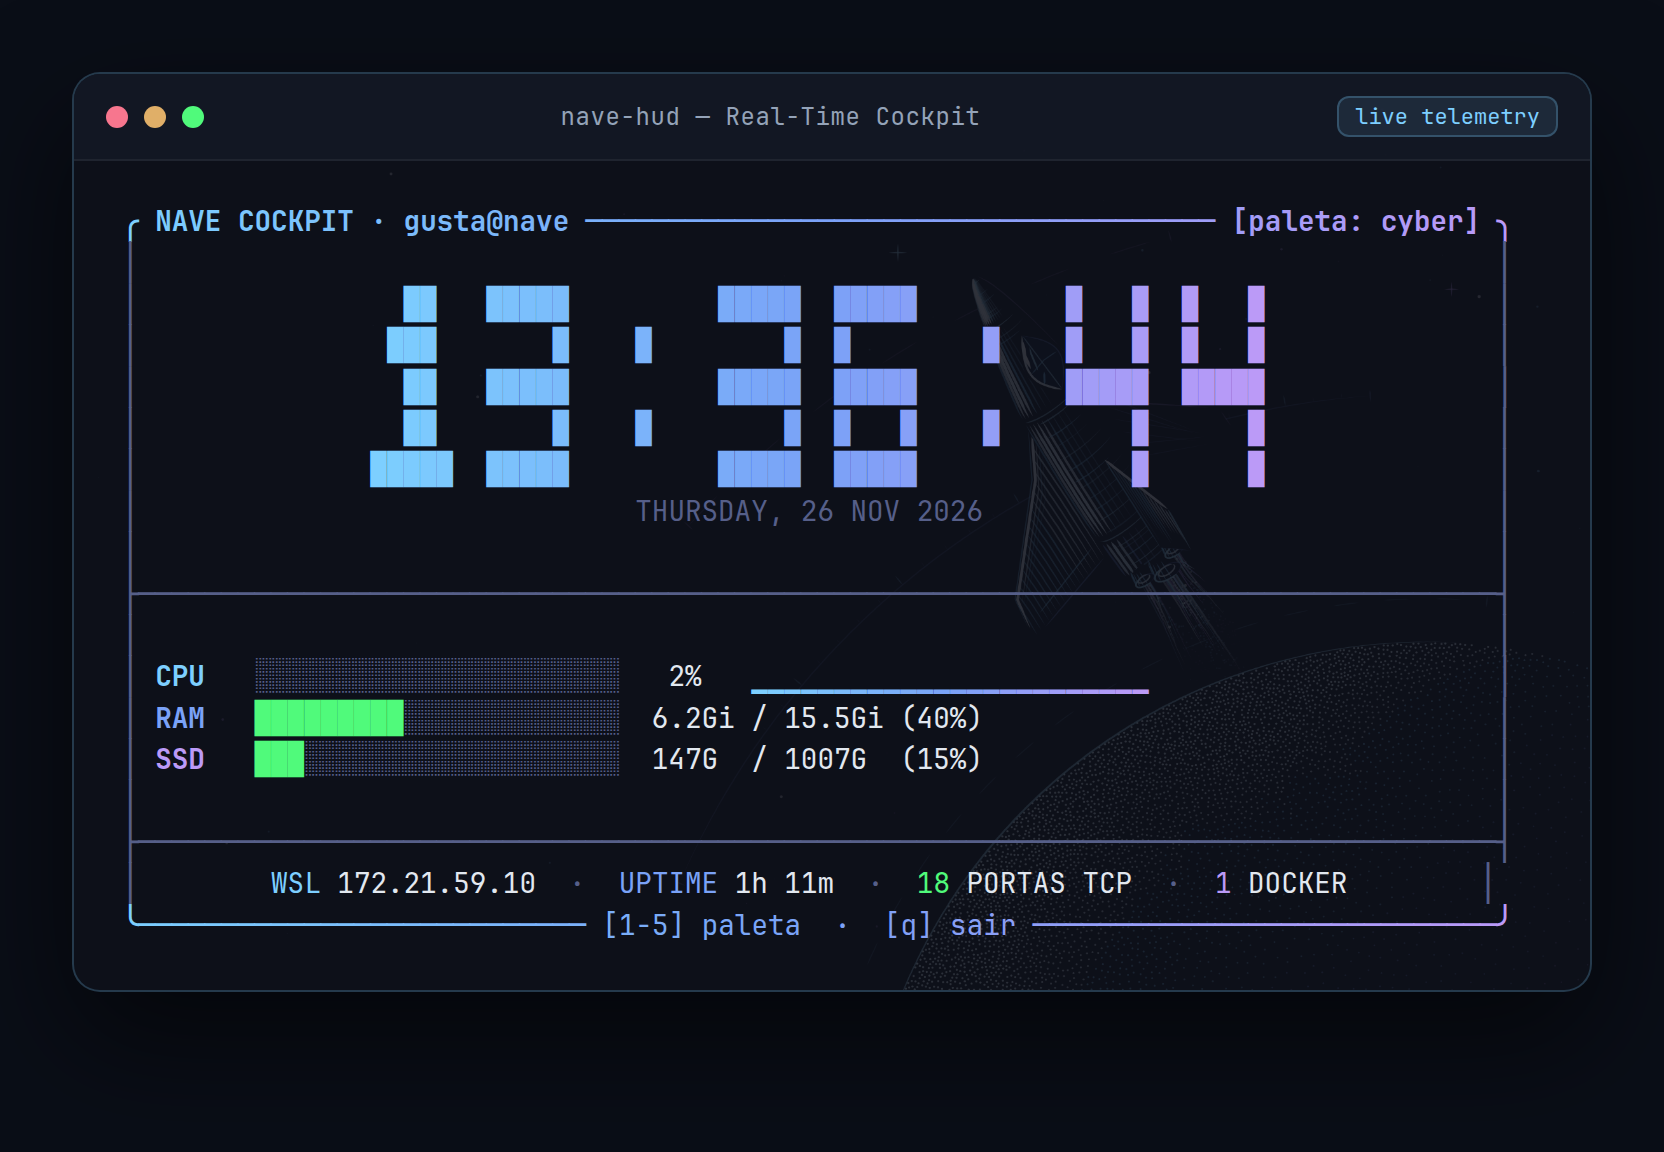 nave-hud — Real-Time Cockpit
live telemetry
NAVE COCKPIT · gusta@nave
[paleta: cyber]
13:36:44
THURSDAY, 26 NOV 2026
CPU 2%
RAM 6.2Gi / 15.5Gi (40%)
SSD 147G / 1007G (15%)
WSL 172.21.59.10 · UPTIME 1h 11m · 18 PORTAS TCP · 1 DOCKER
[1-5] paleta · [q] sair